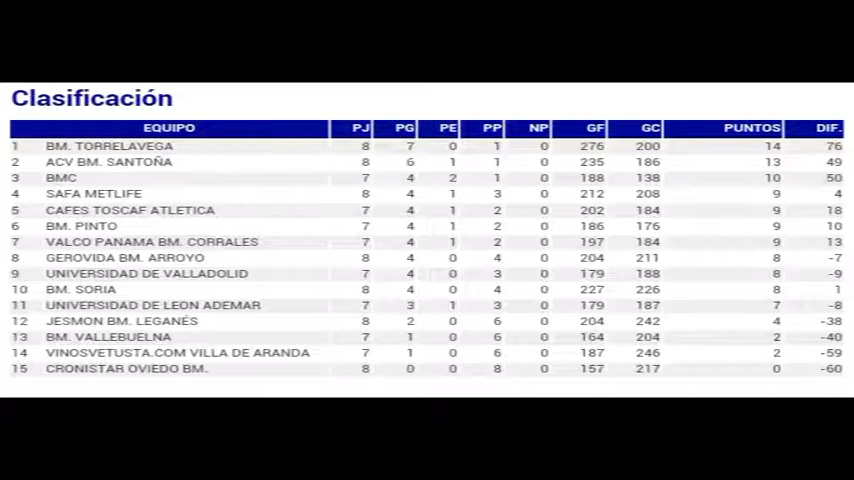 Clasificación
EQUIPO PJ PG PE PP NP GF GC PUNTOS DIF.
1 BM. TORRELAVEGA 8 7 0 1 0 276 200 14 76
2 ACV BM. SANTOÑA 8 6 1 1 0 235 186 13 49
3 BMC 7 4 2 1 0 188 138 10 50
4 SAFA METLIFE 8 4 1 3 0 212 208 9 4
5 CAFES TOSCAF ATLETICA 7 4 1 2 0 202 184 9 18
6 BM. PINTO 7 4 1 2 0 186 176 9 10
7 VALCO PANAMA BM. CORRALES 7 4 1 2 0 197 184 9 13
8 GEROVIDA BM. ARROYO 8 4 0 4 0 204 211 8 -7
9 UNIVERSIDAD DE VALLADOLID 7 4 0 3 0 179 188 8 -9
10 BM. SORIA 8 4 0 4 0 227 226 8 1
11 UNIVERSIDAD DE LEON ADEMAR 7 3 1 3 0 179 187 7 -8
12 JESMON BM. LEGANÉS 8 2 0 6 0 204 242 4 -38
13 BM. VALLEBUELNA 7 1 0 6 0 164 204 2 -40
14 VINOSVETUSTA.COM VILLA DE ARANDA 7 1 0 6 0 187 246 2 -59
15 CRONISTAR OVIEDO BM. 8 0 0 8 0 157 217 0 -60